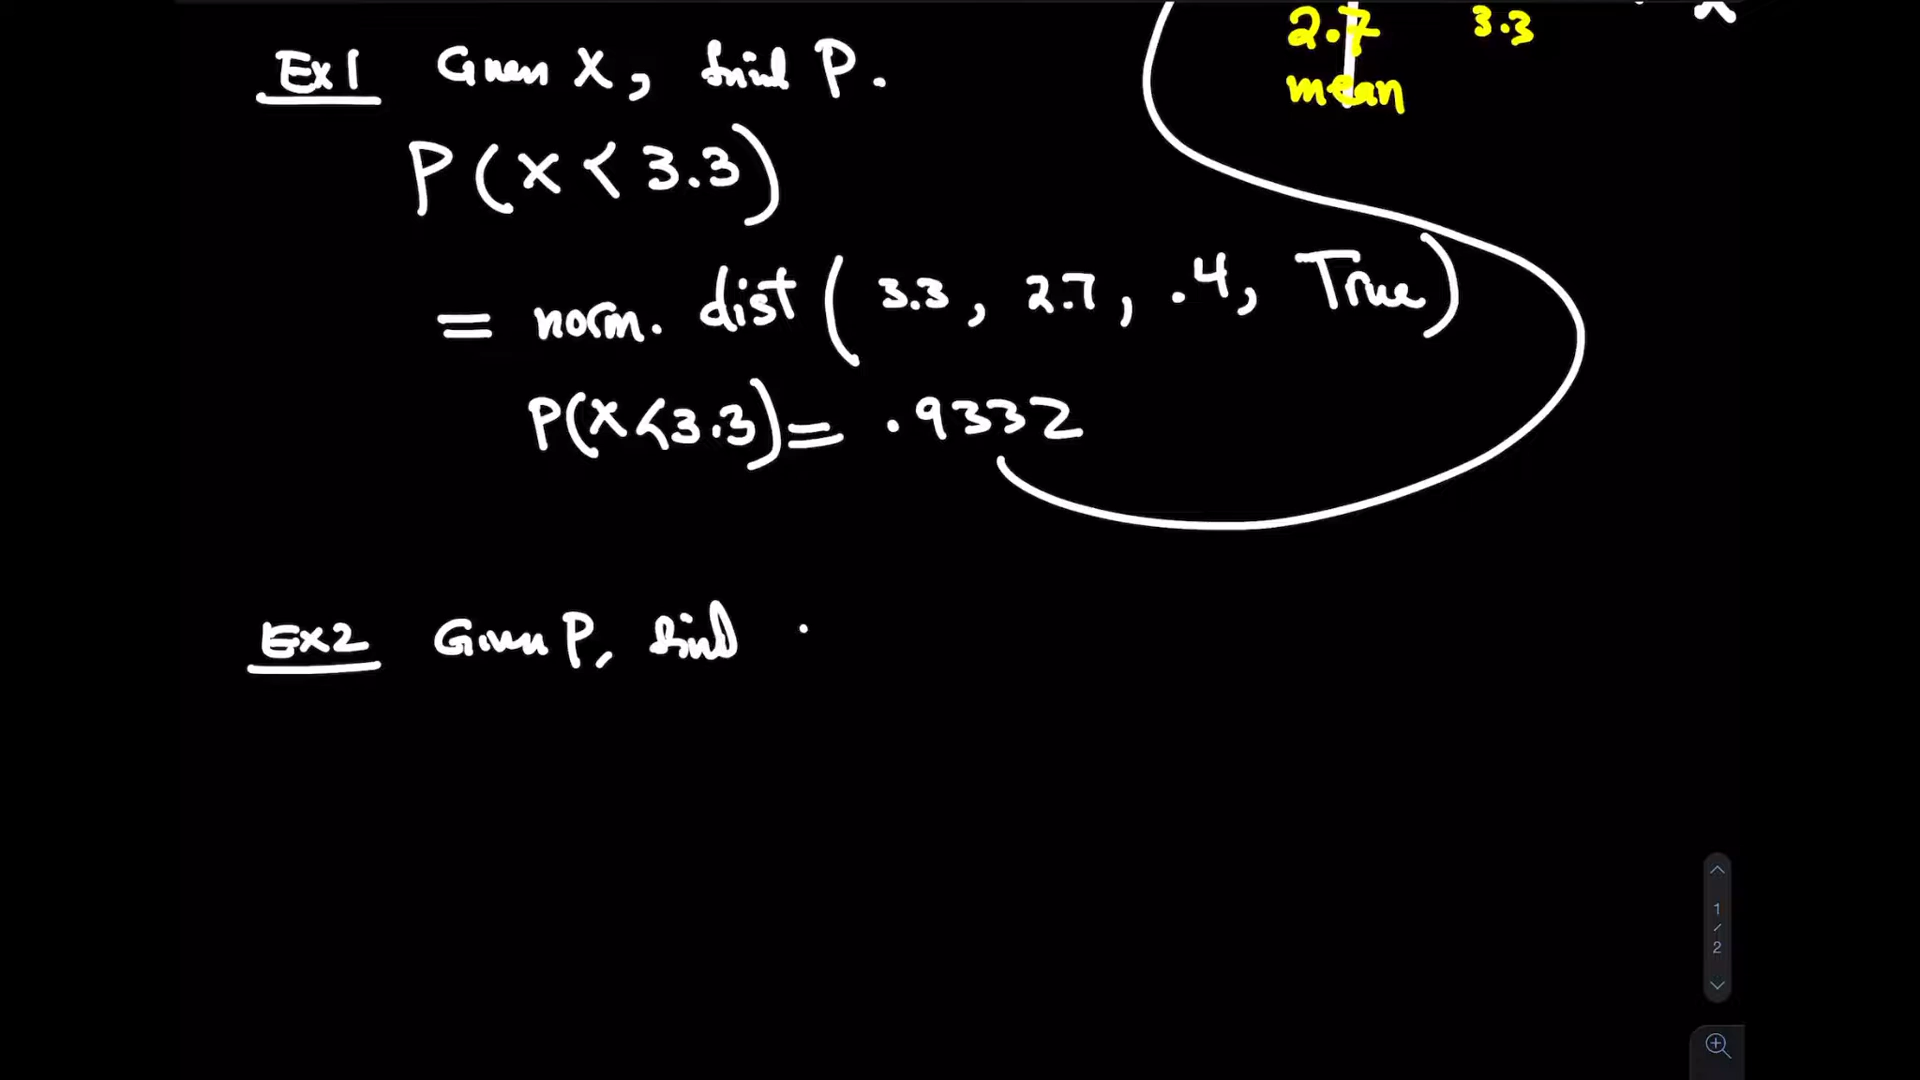 2.7 3.3 x
mean
Ex1 Given X, find P.
P(x<3.3)
= norm. dist (3.3, 2.7, .4, True)
P(x<3.3) = .9332
Ex2 Given P, find
1
/
2